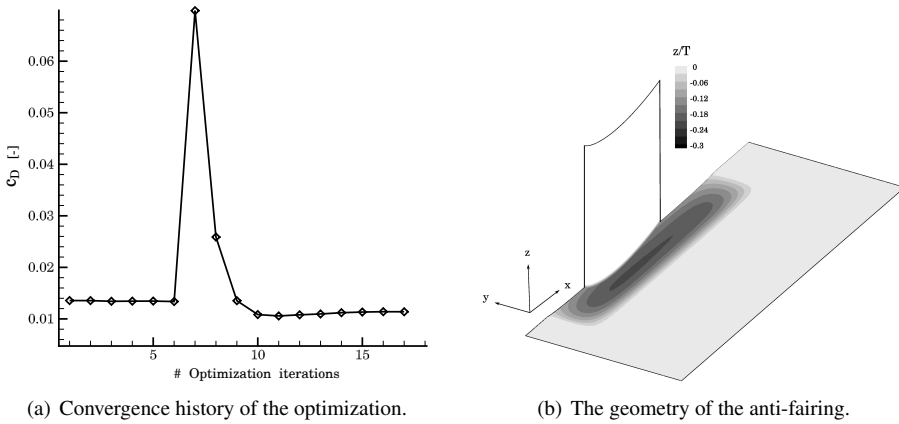 0.06
0.05
0.04
0.03
0.02
0.01
c_D [-]
5 10 15
# Optimization iterations
(a) Convergence history of the optimization.
z/T
0
-0.06
-0.12
-0.18
-0.24
-0.3
z
y
x
(b) The geometry of the anti-fairing.